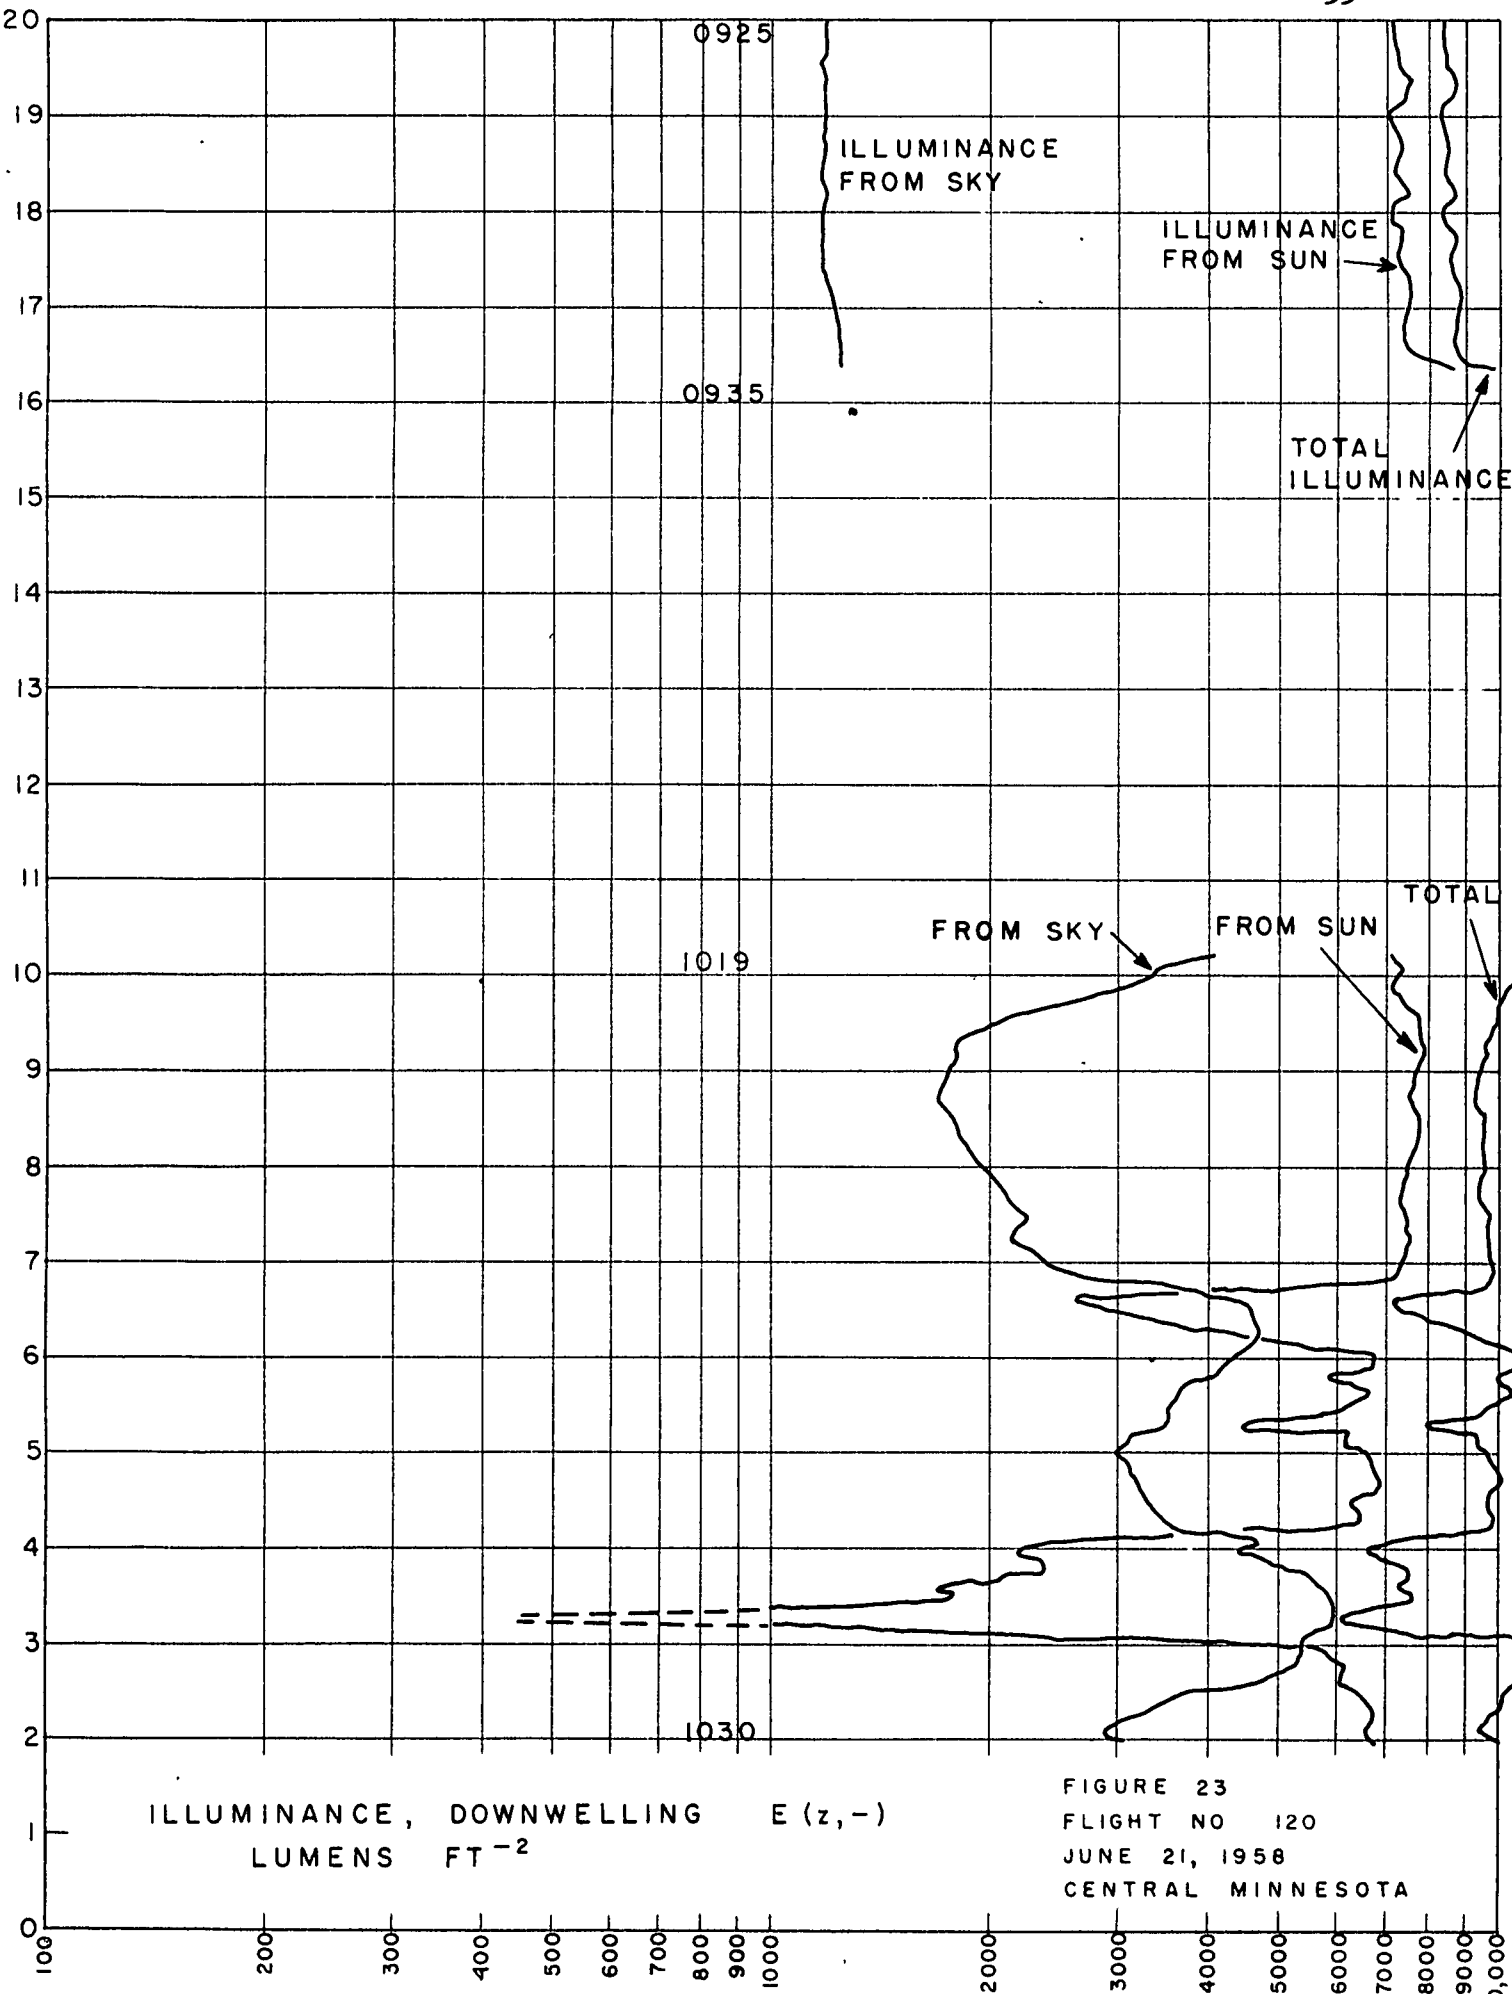 20
0925
19
ILLUMINANCE
FROM SKY
18
ILLUMINANCE
FROM SUN
17
16
0935
TOTAL
ILLUMINANCE
15
14
13
12
11
TOTAL
FROM SKY
FROM SUN
10
1019
9
8
7
6
5
4
3
2
1030
FIGURE 23
ILLUMINANCE, DOWNWELLING E (z,-)
FLIGHT NO 120
1
LUMENS FT-2
JUNE 21, 1958
CENTRAL MINNESOTA
0
100 200 300 400 500 600 700 800 900 1000 2000 3000 4000 5000 6000 7000 8000 9000